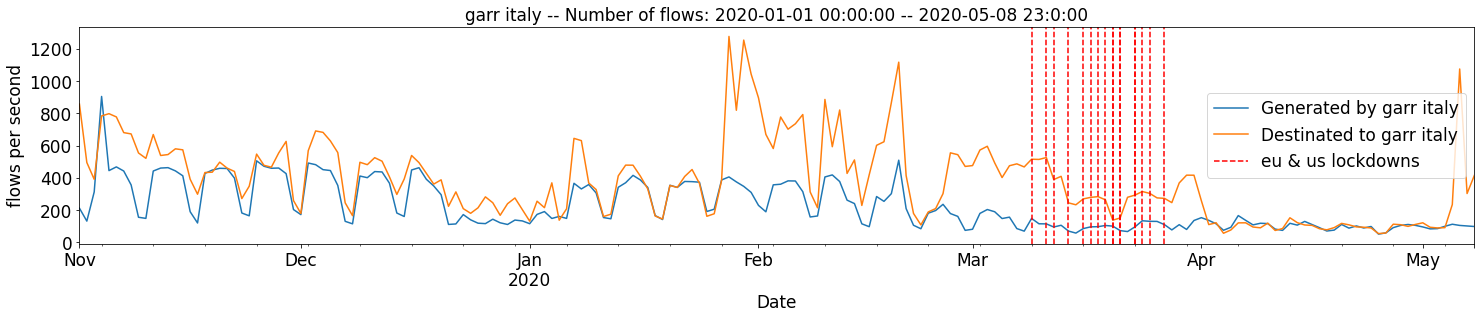 garr italy -- Number of flows: 2020-01-01 00:00:00 -- 2020-05-08 23:0:00
flows per second
1200
1000
800
600
400
200
0
Generated by garr italy
Destinated to garr italy
eu & us lockdowns
Nov Dec Jan Feb Mar Apr May
2020
Date